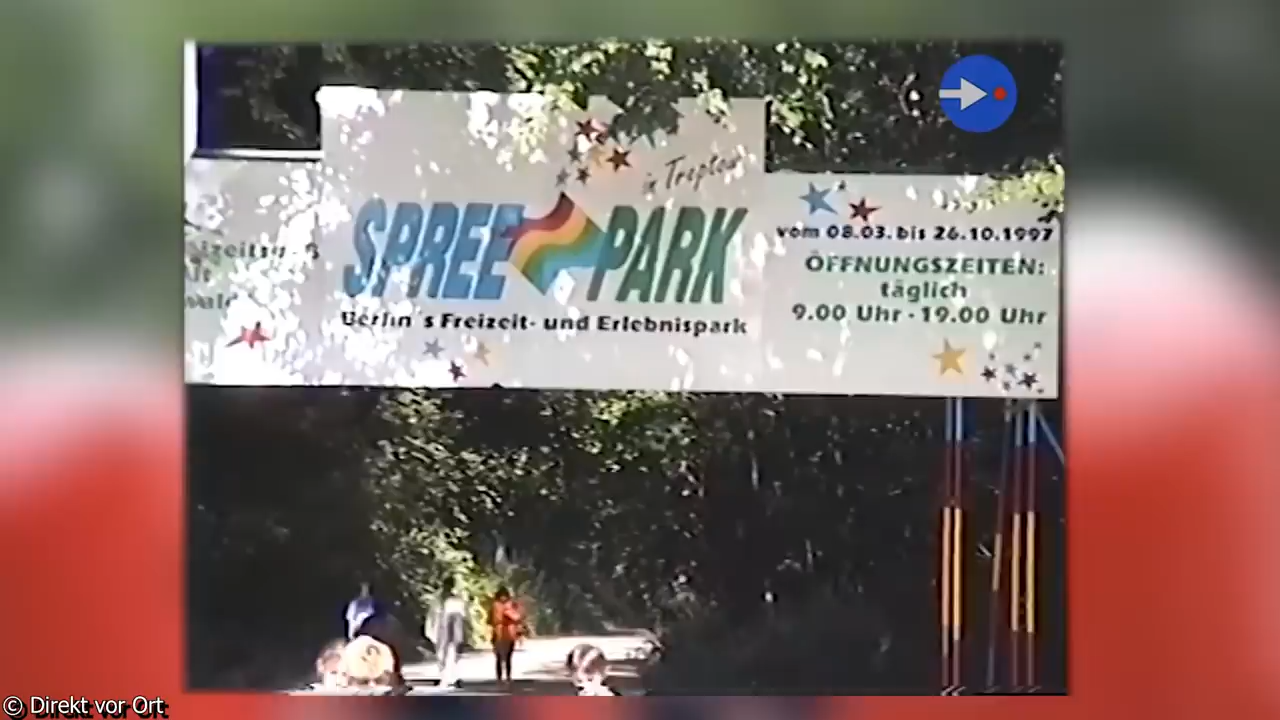 in Treptow
SPREE PARK
Berlin's Freizeit- und Erlebnispark
vom 08.03. bis 26.10.1997
ÖFFNUNGSZEITEN:
täglich
9.00 Uhr - 19.00 Uhr
© Direkt vor Ort